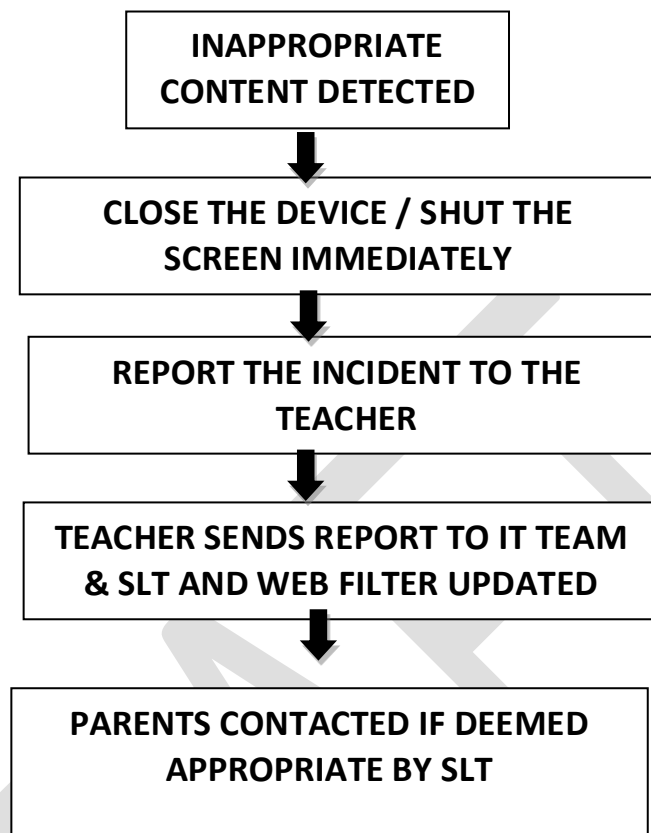 INAPPROPRIATE
CONTENT DETECTED
CLOSE THE DEVICE / SHUT THE
SCREEN IMMEDIATELY
REPORT THE INCIDENT TO THE
TEACHER
TEACHER SENDS REPORT TO IT TEAM
& SLT AND WEB FILTER UPDATED
PARENTS CONTACTED IF DEEMED
APPROPRIATE BY SLT